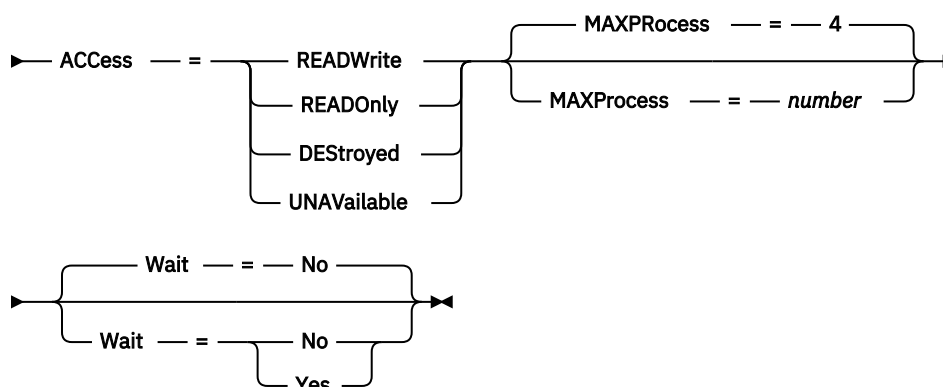 MAXPRocess = 4
ACCess = READWrite
READOnly
MAXProcess = number
DEStroyed
UNAVailable
Wait = No
Wait = No
Yes